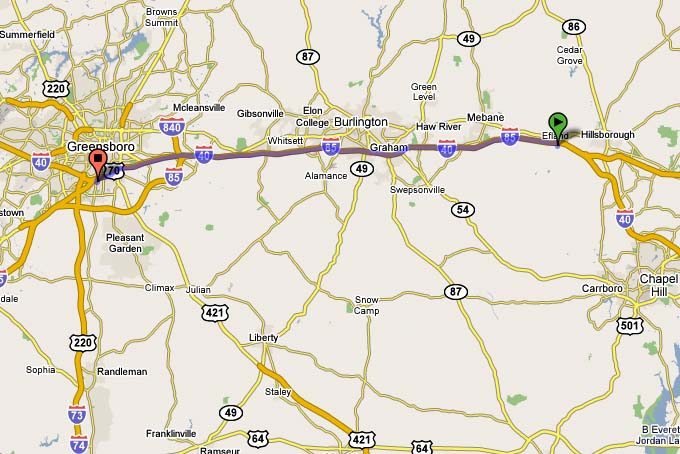 Browns
Summit
Summerfield
49
86
87
Cedar
Grove
220
Green
Level
Mcleansville
Gibsonville
Elon
College
Burlington
Mebane
840
Haw River
85
Efland
Hillsborough
Greensboro
Whitsett
40
40
85
Graham
40
70
85
Alamance
49
Swepsonville
54
40
Pleasant
Garden
Climax
Julian
421
87
Carrboro
Chapel
Hill
Snow
Camp
501
220
Liberty
Sophia
Randleman
Staley
73
49
74
Franklinville
64
421
64
Ramseur
B Everet
Jordan La